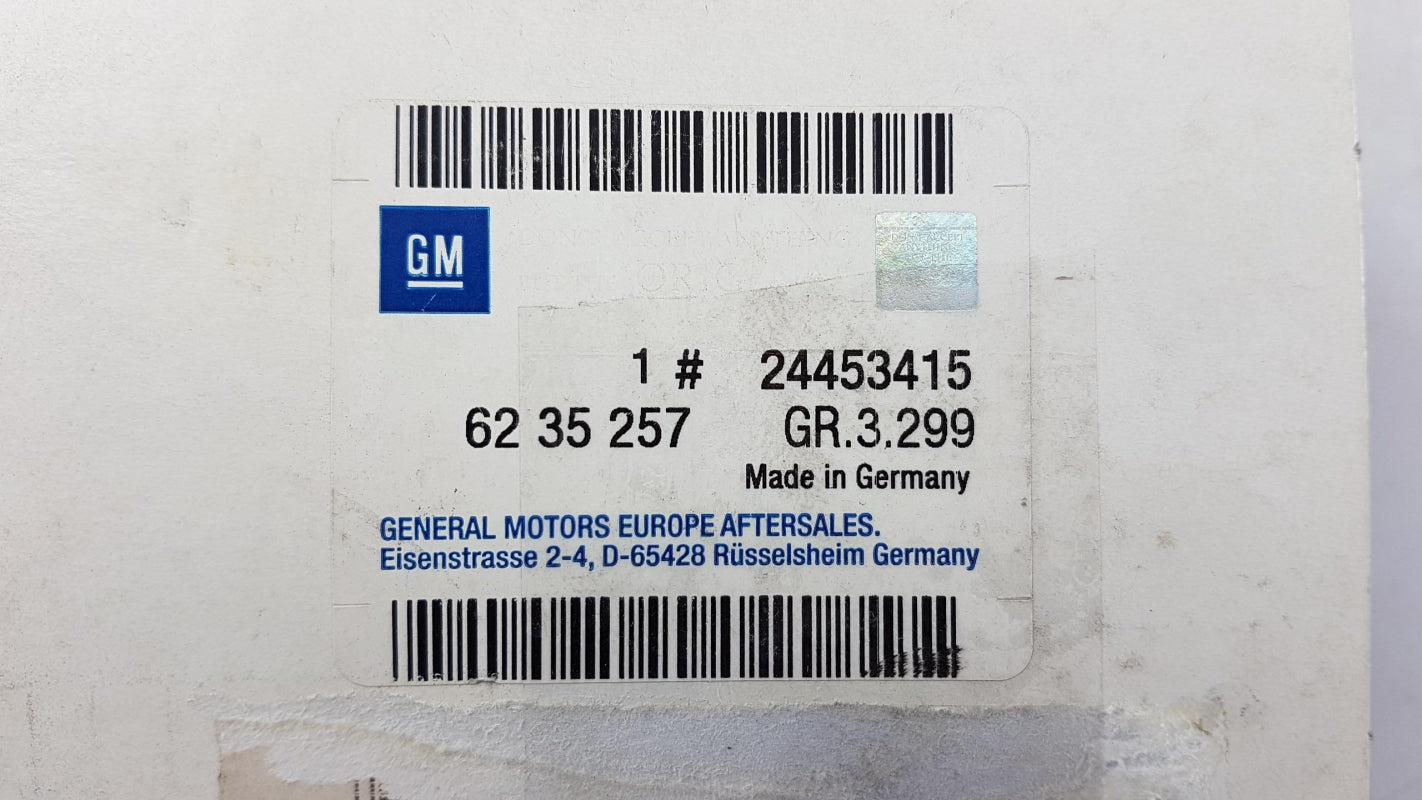 GM
1 # 24453415
62 35 257 GR.3.299
Made in Germany
GENERAL MOTORS EUROPE AFTERSALES.
Eisenstrasse 2-4, D-65428 Rüsselsheim Germany